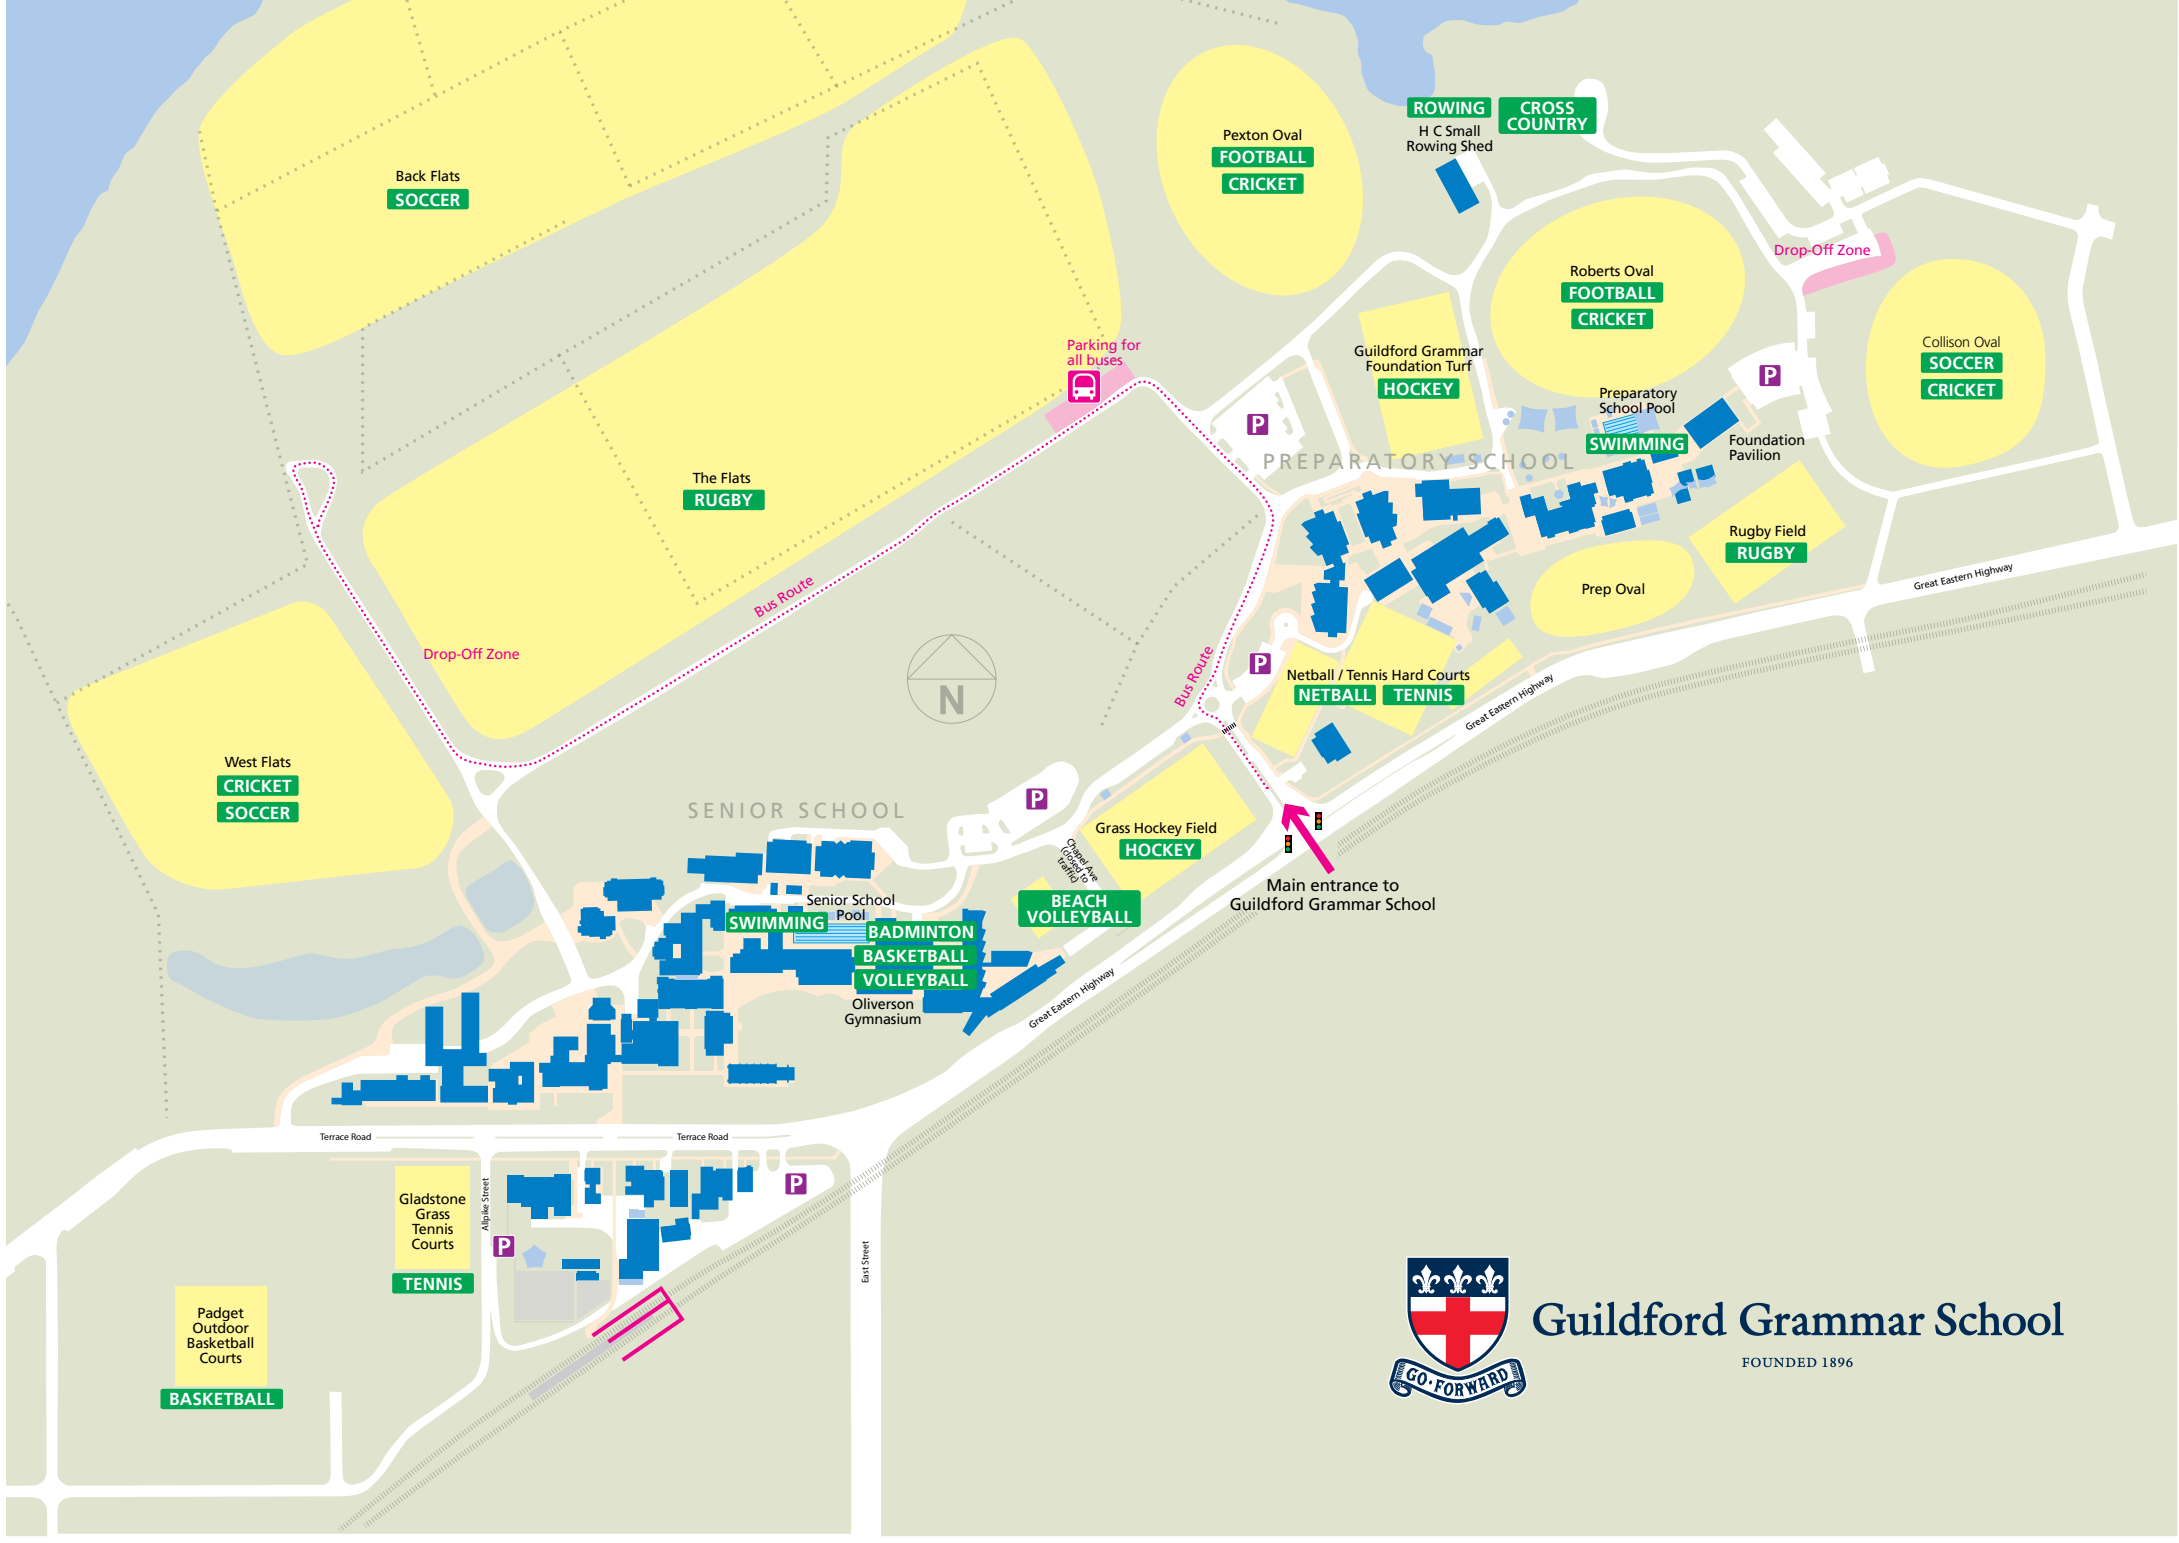 ROWING
CROSS
COUNTRY
H C Small
Rowing Shed
Pexton Oval
FOOTBALL
CRICKET
Back Flats
SOCCER
Drop-Off Zone
Roberts Oval
FOOTBALL
CRICKET
Collison Oval
SOCCER
CRICKET
Parking for
all buses
Guildford Grammar
Foundation Turf
HOCKEY
P
Preparatory
School Pool
SWIMMING
Foundation
Pavilion
P
PREPARATORY SCHOOL
The Flats
RUGBY
Rugby Field
RUGBY
Prep Oval
Great Eastern Highway
Bus Route
Drop-Off Zone
N
Bus Route
P
Netball / Tennis Hard Courts
NETBALL
TENNIS
Great Eastern Highway
West Flats
CRICKET
SOCCER
SENIOR SCHOOL
P
Grass Hockey Field
HOCKEY
Chapel Ave
(closed to
traffic)
Main entrance to
Guildford Grammar School
BEACH
VOLLEYBALL
Senior School
Pool
SWIMMING
BADMINTON
BASKETBALL
VOLLEYBALL
Oliverson
Gymnasium
Great Eastern Highway
Terrace Road
Terrace Road
Gladstone
Grass
Tennis
Courts
TENNIS
Allpike Street
P
P
East Street
Padget
Outdoor
Basketball
Courts
BASKETBALL
GO·FORWARD
Guildford Grammar School
FOUNDED 1896